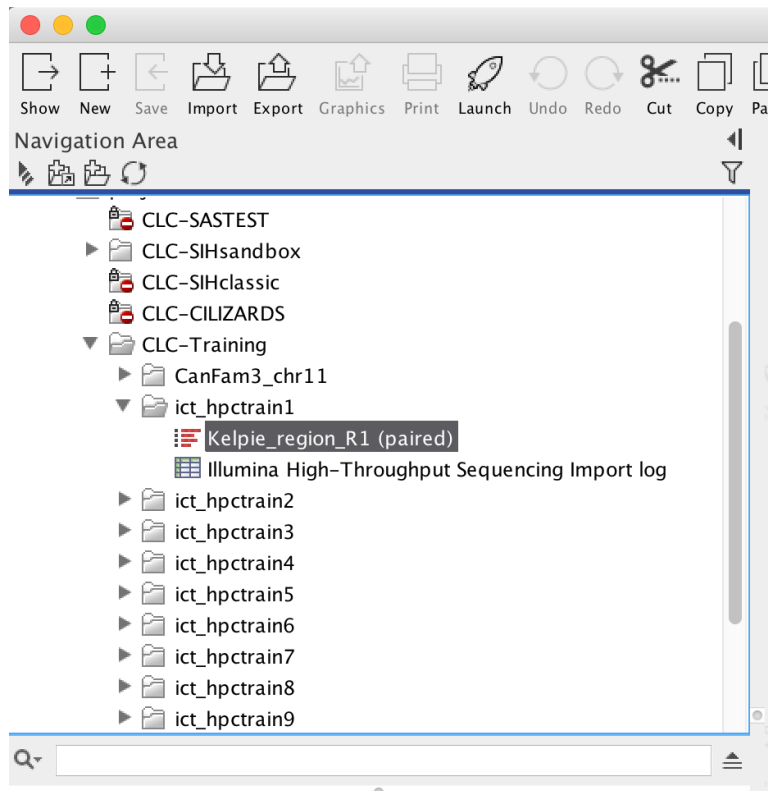 Show New Save Import Export Graphics Print Launch Undo Redo Cut Copy Pa
Navigation Area
CLC-SASTEST
CLC-SIHsandbox
CLC-SIHclassic
CLC-CILIZARDS
CLC-Training
CanFam3_chr11
ict_hpctrain1
Kelpie_region_R1 (paired)
Illumina High-Throughput Sequencing Import log
ict_hpctrain2
ict_hpctrain3
ict_hpctrain4
ict_hpctrain5
ict_hpctrain6
ict_hpctrain7
ict_hpctrain8
ict_hpctrain9